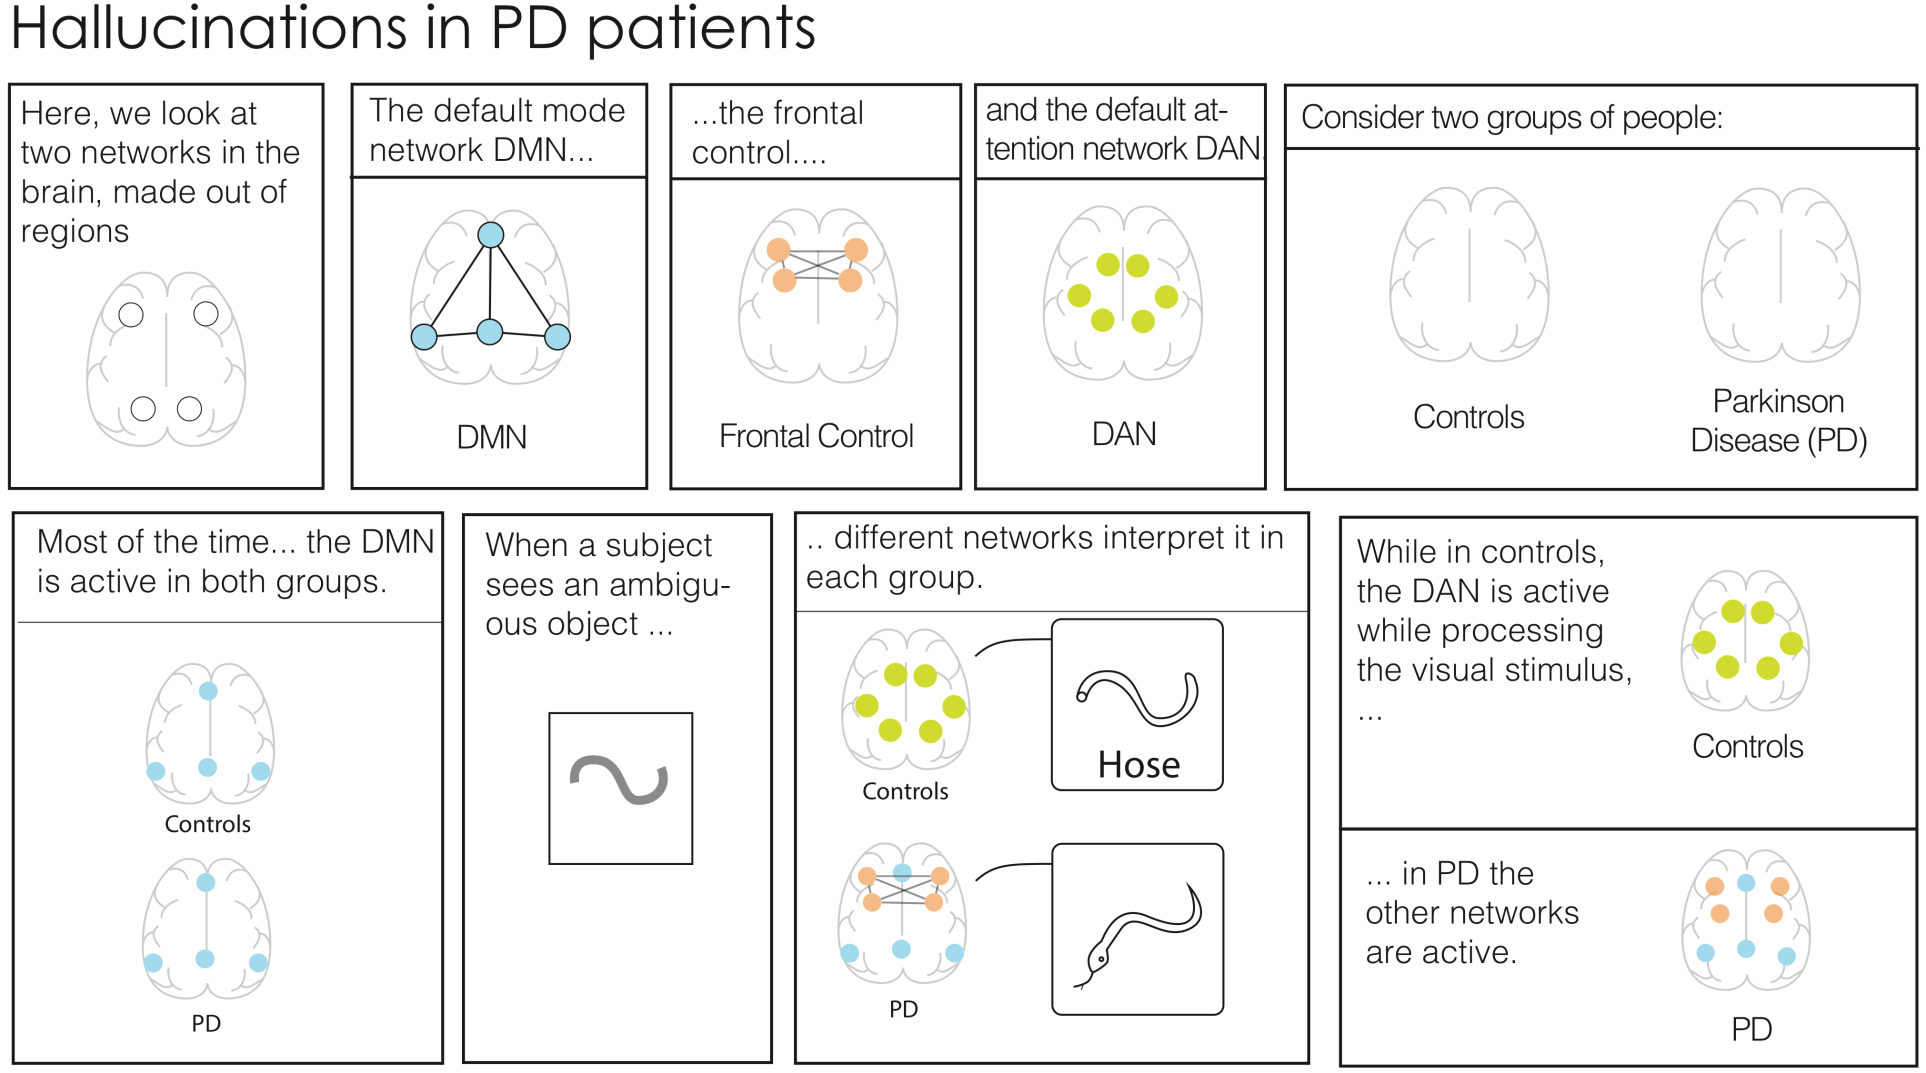 Hallucinations in PD patients
Here, we look at
two networks in the
brain, made out of
regions
The default mode
network DMN...
DMN
...the frontal
control....
Frontal Control
and the default at-
tention network DAN.
DAN
Consider two groups of people:
Controls
Parkinson
Disease (PD)
Most of the time... the DMN
is active in both groups.
Controls
PD
When a subject
sees an ambigu-
ous object ...
.. different networks interpret it in
each group.
Controls
Hose
PD
While in controls,
the DAN is active
while processing
the visual stimulus,
...
Controls
... in PD the
other networks
are active.
PD